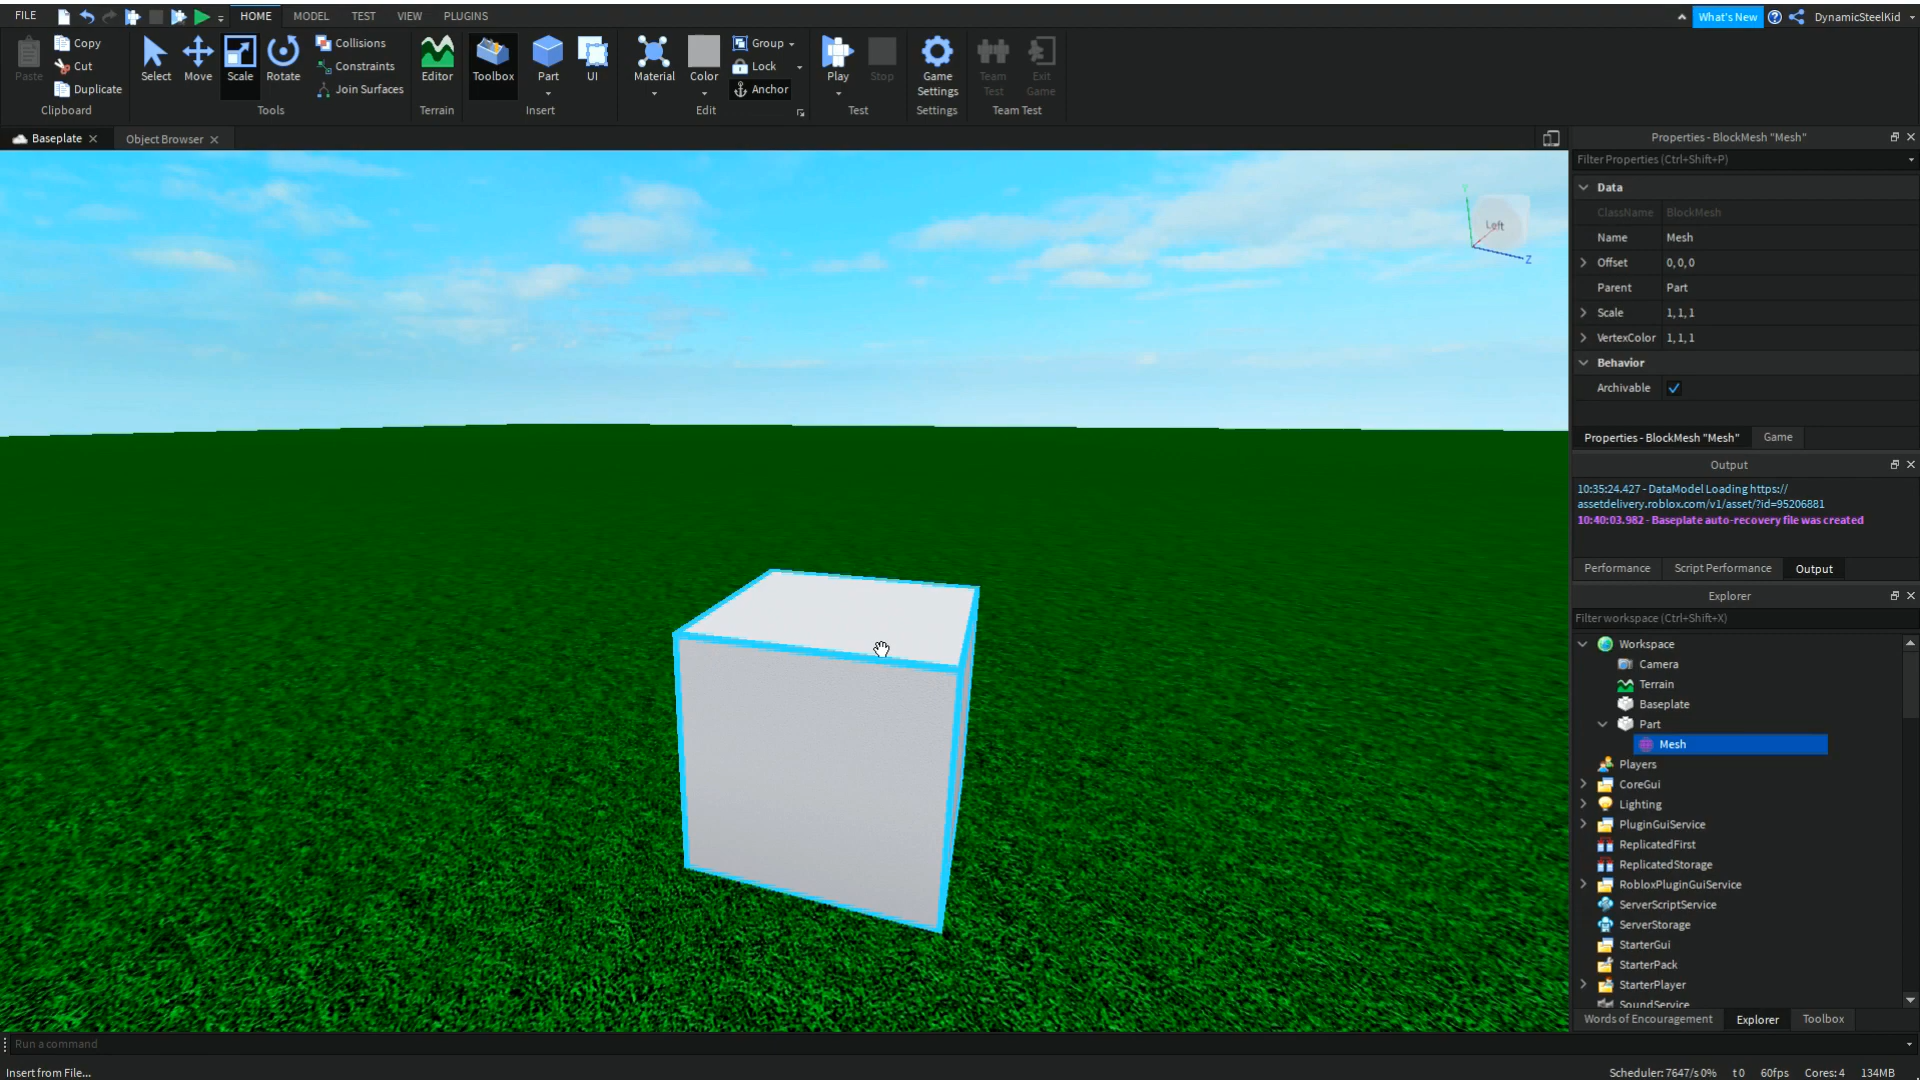 FILE
HOME
MODEL
TEST
VIEW
PLUGINS
What's New
DynamicSteelKid
Paste
Copy
Cut
Duplicate
Clipboard
Select
Move
Scale
Rotate
Collisions
Constraints
Join Surfaces
Tools
Editor
Terrain
Toolbox
Part
UI
Insert
Material
Color
Group
Lock
Anchor
Edit
Play
Stop
Test
Game
Settings
Settings
Team
Test
Exit
Game
Team Test
Baseplate
Object Browser
Left
Y
Z
Properties - BlockMesh "Mesh"
Filter Properties (Ctrl+Shift+P)
Data
ClassName BlockMesh
Name Mesh
Offset 0, 0, 0
Parent Part
Scale 1, 1, 1
VertexColor 1, 1, 1
Behavior
Archivable
Properties - BlockMesh "Mesh" Game
Output
10:35:24.427 - DataModel Loading https://
assetdelivery.roblox.com/v1/asset/?id=95206881
10:40:03.982 - Baseplate auto-recovery file was created
Performance Script Performance Output
Explorer
Filter workspace (Ctrl+Shift+X)
Workspace
Camera
Terrain
Baseplate
Part
Mesh
Players
CoreGui
Lighting
PluginGuiService
ReplicatedFirst
ReplicatedStorage
RobloxPluginGuiService
ServerScriptService
ServerStorage
StarterGui
StarterPack
StarterPlayer
SoundService
Words of Encouragement Explorer Toolbox
Run a command
Insert from File...
Scheduler: 7647/s 0% t 0 60fps Cores: 4 134MB